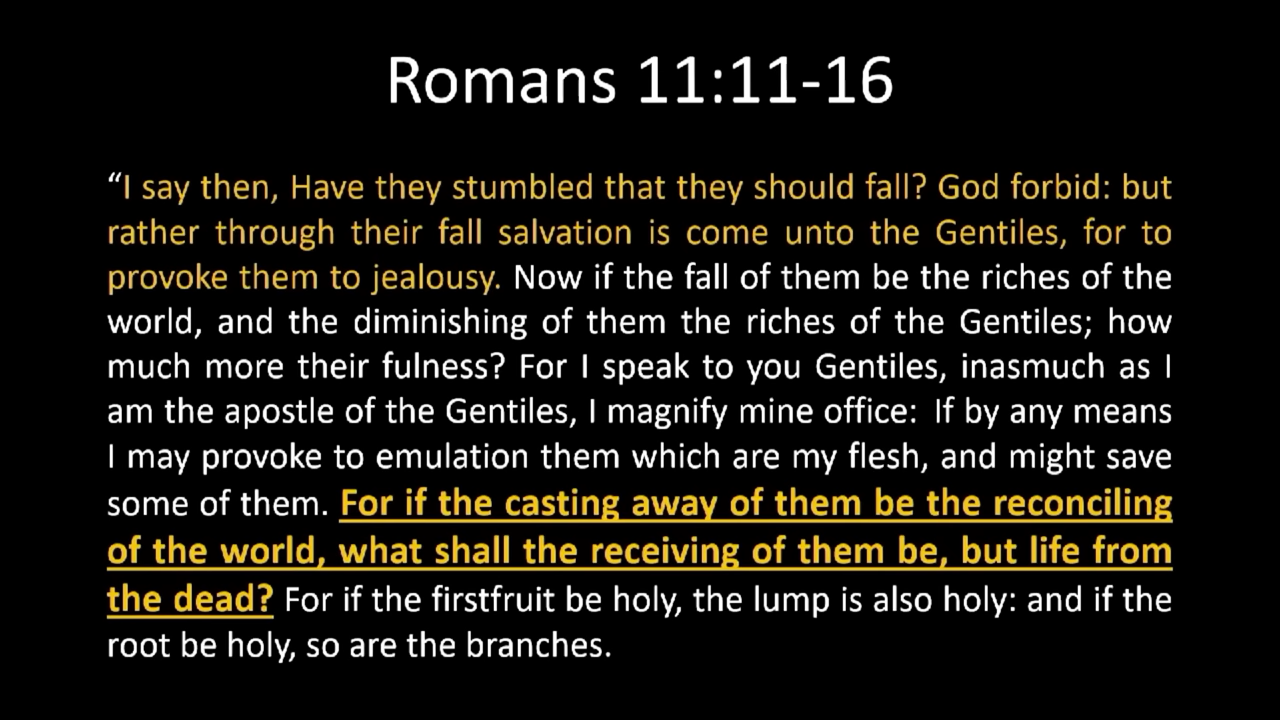 Romans 11:11-16
“I say then, Have they stumbled that they should fall? God forbid: but
rather through their fall salvation is come unto the Gentiles, for to
provoke them to jealousy. Now if the fall of them be the riches of the
world, and the diminishing of them the riches of the Gentiles; how
much more their fulness? For I speak to you Gentiles, inasmuch as I
am the apostle of the Gentiles, I magnify mine office: If by any means
I may provoke to emulation them which are my flesh, and might save
some of them. For if the casting away of them be the reconciling
of the world, what shall the receiving of them be, but life from
the dead? For if the firstfruit be holy, the lump is also holy: and if the
root be holy, so are the branches.